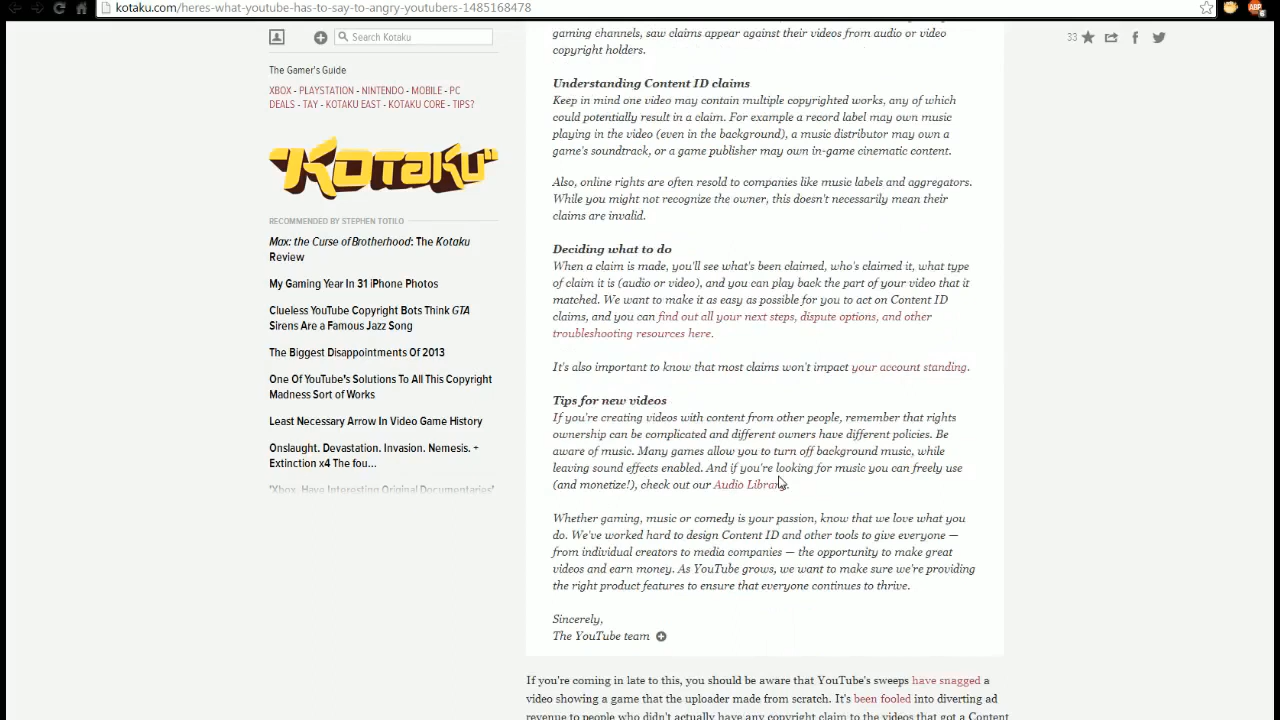 kotaku.com/heres-what-youtube-has-to-say-to-angry-youtubers-1485168478
Search Kotaku
The Gamer's Guide
XBOX - PLAYSTATION - NINTENDO - MOBILE - PC
DEALS - TAY - KOTAKU EAST - KOTAKU CORE - TIPS?
KOTAKU
RECOMMENDED BY STEPHEN TOTILO
Max: the Curse of Brotherhood: The Kotaku
Review
My Gaming Year In 31 iPhone Photos
Clueless YouTube Copyright Bots Think GTA
Sirens Are a Famous Jazz Song
The Biggest Disappointments Of 2013
One Of YouTube's Solutions To All This Copyright
Madness Sort of Works
Least Necessary Arrow In Video Game History
Onslaught. Devastation. Invasion. Nemesis. +
Extinction x4 The fou...
'Xbox, Have Interesting Original Documentaries'
gaming channels, saw claims appear against their videos from audio or video
copyright holders.
Understanding Content ID claims
Keep in mind one video may contain multiple copyrighted works, any of which
could potentially result in a claim. For example a record label may own music
playing in the video (even in the background), a music distributor may own a
game's soundtrack, or a game publisher may own in-game cinematic content.
Also, online rights are often resold to companies like music labels and aggregators.
While you might not recognize the owner, this doesn't necessarily mean their
claims are invalid.
Deciding what to do
When a claim is made, you'll see what's been claimed, who's claimed it, what type
of claim it is (audio or video), and you can play back the part of your video that it
matched. We want to make it as easy as possible for you to act on Content ID
claims, and you can find out all your next steps, dispute options, and other
troubleshooting resources here.
It's also important to know that most claims won't impact your account standing.
Tips for new videos
If you're creating videos with content from other people, remember that rights
ownership can be complicated and different owners have different policies. Be
aware of music. Many games allow you to turn off background music, while
leaving sound effects enabled. And if you're looking for music you can freely use
(and monetize!), check out our Audio Library.
Whether gaming, music or comedy is your passion, know that we love what you
do. We've worked hard to design Content ID and other tools to give everyone —
from individual creators to media companies — the opportunity to make great
videos and earn money. As YouTube grows, we want to make sure we're providing
the right product features to ensure that everyone continues to thrive.
Sincerely,
The YouTube team
If you're coming in late to this, you should be aware that YouTube's sweeps have snagged a
video showing a game that the uploader made from scratch. It's been fooled into diverting ad
revenue to people who didn't actually have any copyright claim to the videos that got a Content
33
ABP
6